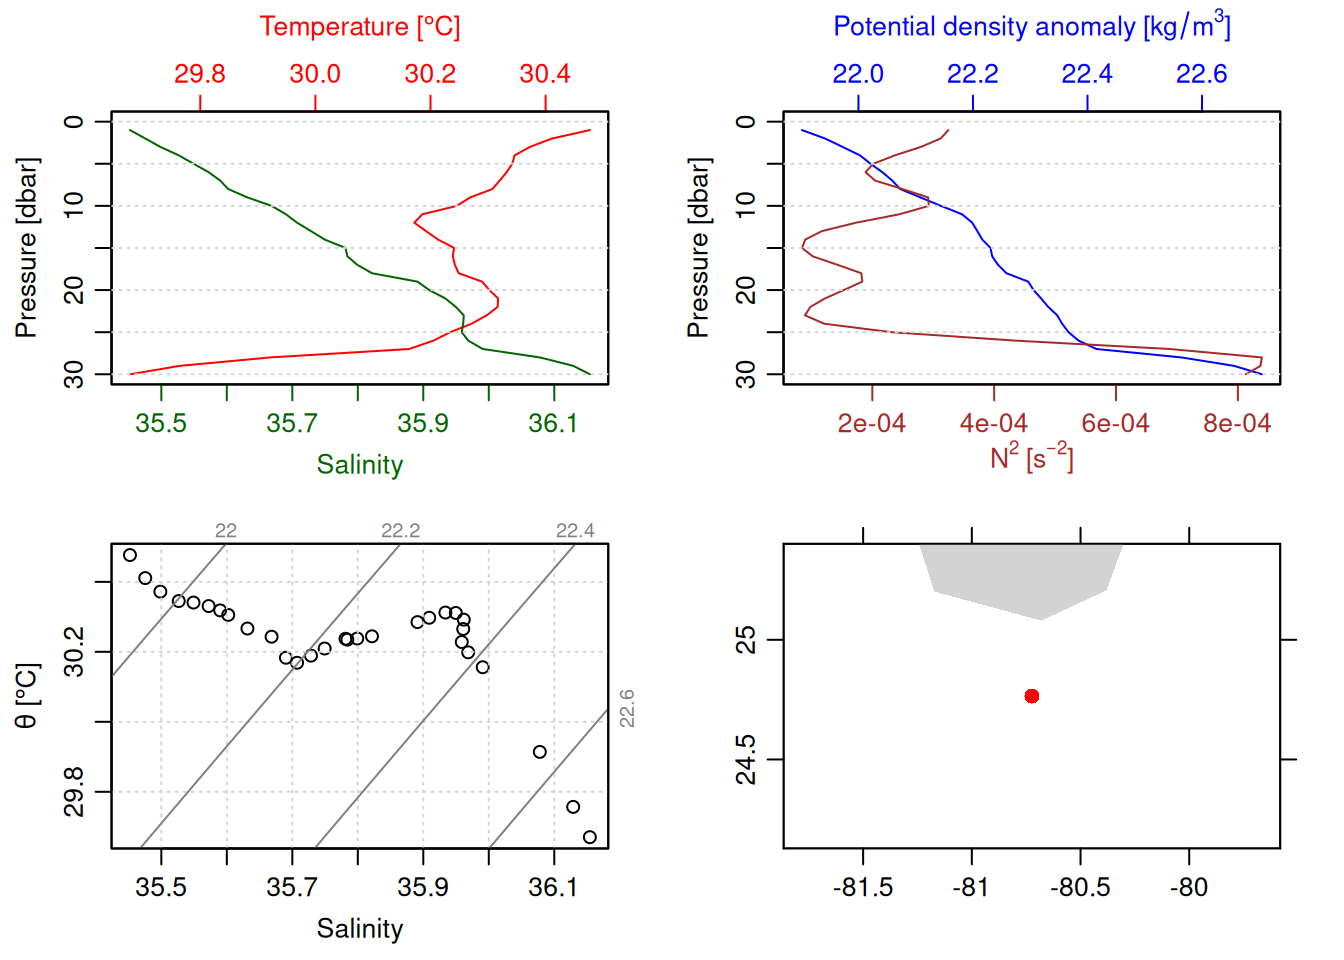 Temperature [°C]
29.8 30.0 30.2 30.4
Pressure [dbar]
0
10
20
30
35.5 35.7 35.9 36.1
Salinity
Potential density anomaly [kg/m³]
22.0 22.2 22.4 22.6
Pressure [dbar]
0
10
20
30
2e-04 4e-04 6e-04 8e-04
N² [s⁻²]
22 22.2 22.4
22.6
θ [°C]
30.2
29.8
35.5 35.7 35.9 36.1
Salinity
25
24.5
-81.5 -81 -80.5 -80